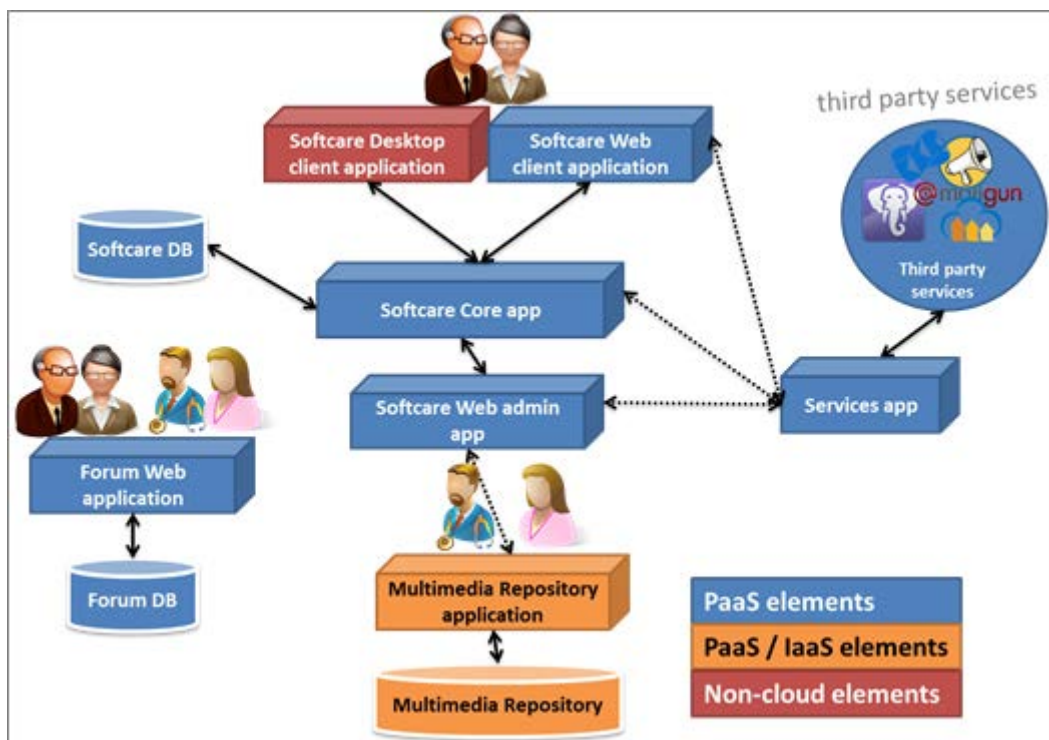 third party services
Softcare Desktop
client application
Softcare Web
client application
@mailgun
Third party
services
Softcare DB
Softcare Core app
Softcare Web admin
app
Services app
Forum Web
application
Forum DB
Multimedia Repository
application
Multimedia Repository
PaaS elements
PaaS / IaaS elements
Non-cloud elements